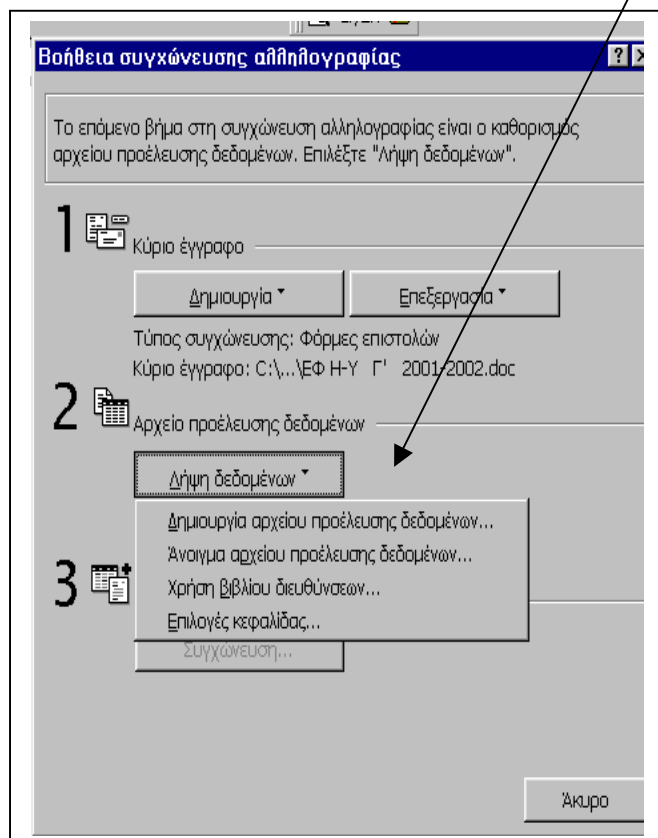 Βοήθεια συγχώνευσης αλληλογραφίας
Το επόμενο βήμα στη συγχώνευση αλληλογραφίας είναι ο καθορισμός
αρχείου προέλευσης δεδομένων. Επιλέξτε "Λήψη δεδομένων".
1
Κύριο έγγραφο
Δημιουργία
Επεξεργασία
Τύπος συγχώνευσης: Φόρμες επιστολών
Κύριο έγγραφο: C:\...\ΕΦ Η-Υ Γ' 2001-2002.doc
2
Αρχείο προέλευσης δεδομένων
Λήψη δεδομένων
Δημιουργία αρχείου προέλευσης δεδομένων...
Άνοιγμα αρχείου προέλευσης δεδομένων...
3
Χρήση βιβλίου διευθύνσεων...
Επιλογές κεφαλίδας...
Συγχώνευση...
Άκυρο